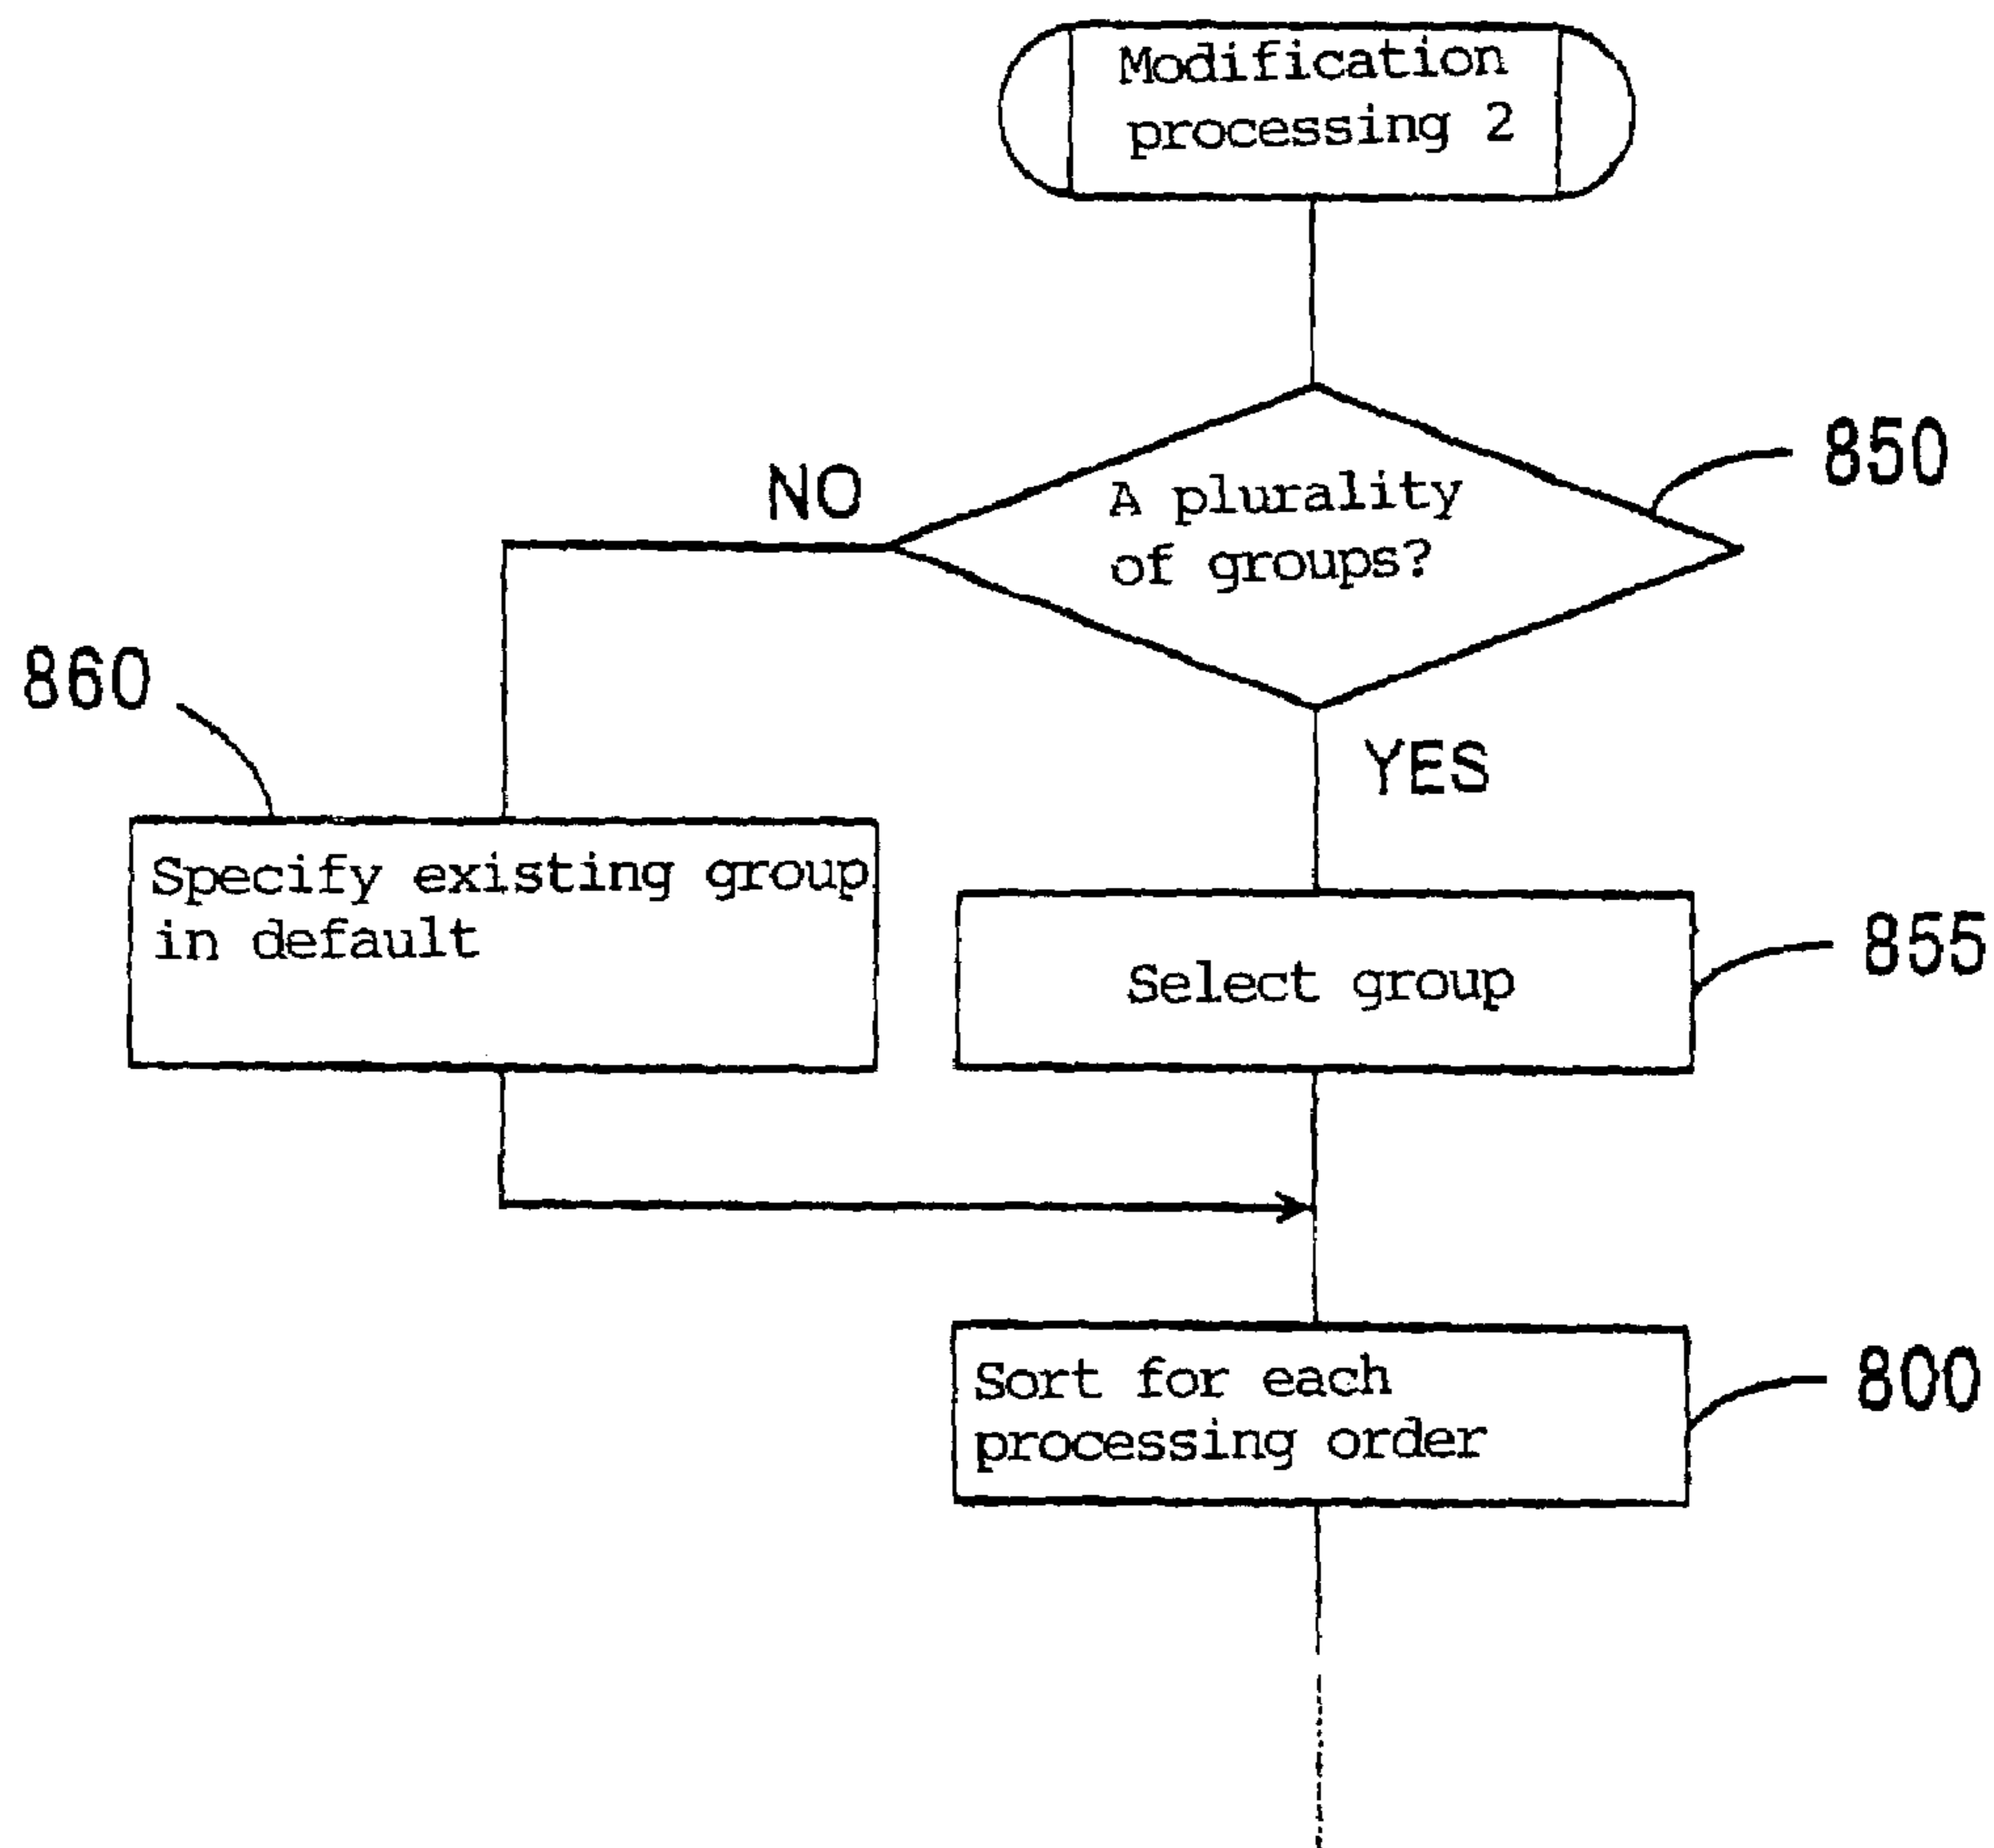 Modification
processing 2
A plurality
of groups?
850
NO
YES
860
Specify existing group
in default
Select group
855
Sort for each
processing order
800